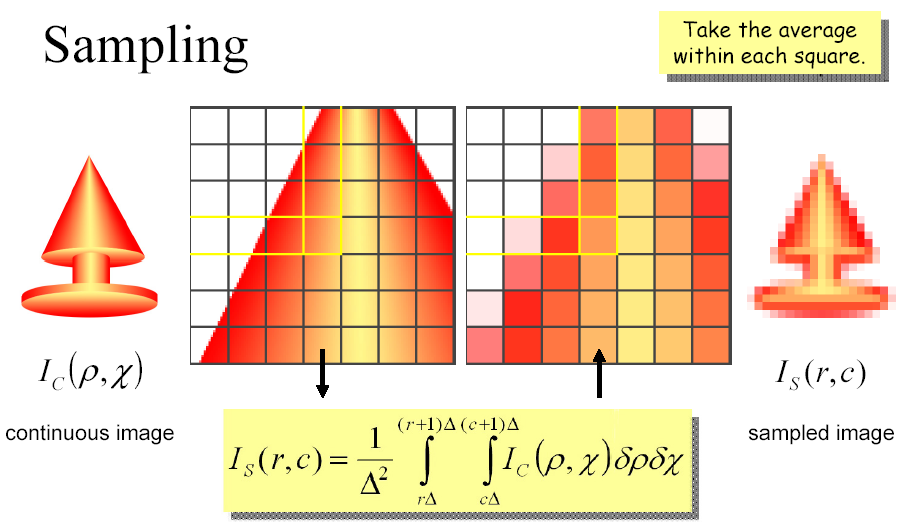 Sampling
Take the average
within each square.
I_C(ρ,χ)
continuous image
I_S(r,c)
sampled image
I_S(r,c) = 1/Δ² ∫_{rΔ}^{(r+1)Δ} ∫_{cΔ}^{(c+1)Δ} I_C(ρ,χ)δρδχ